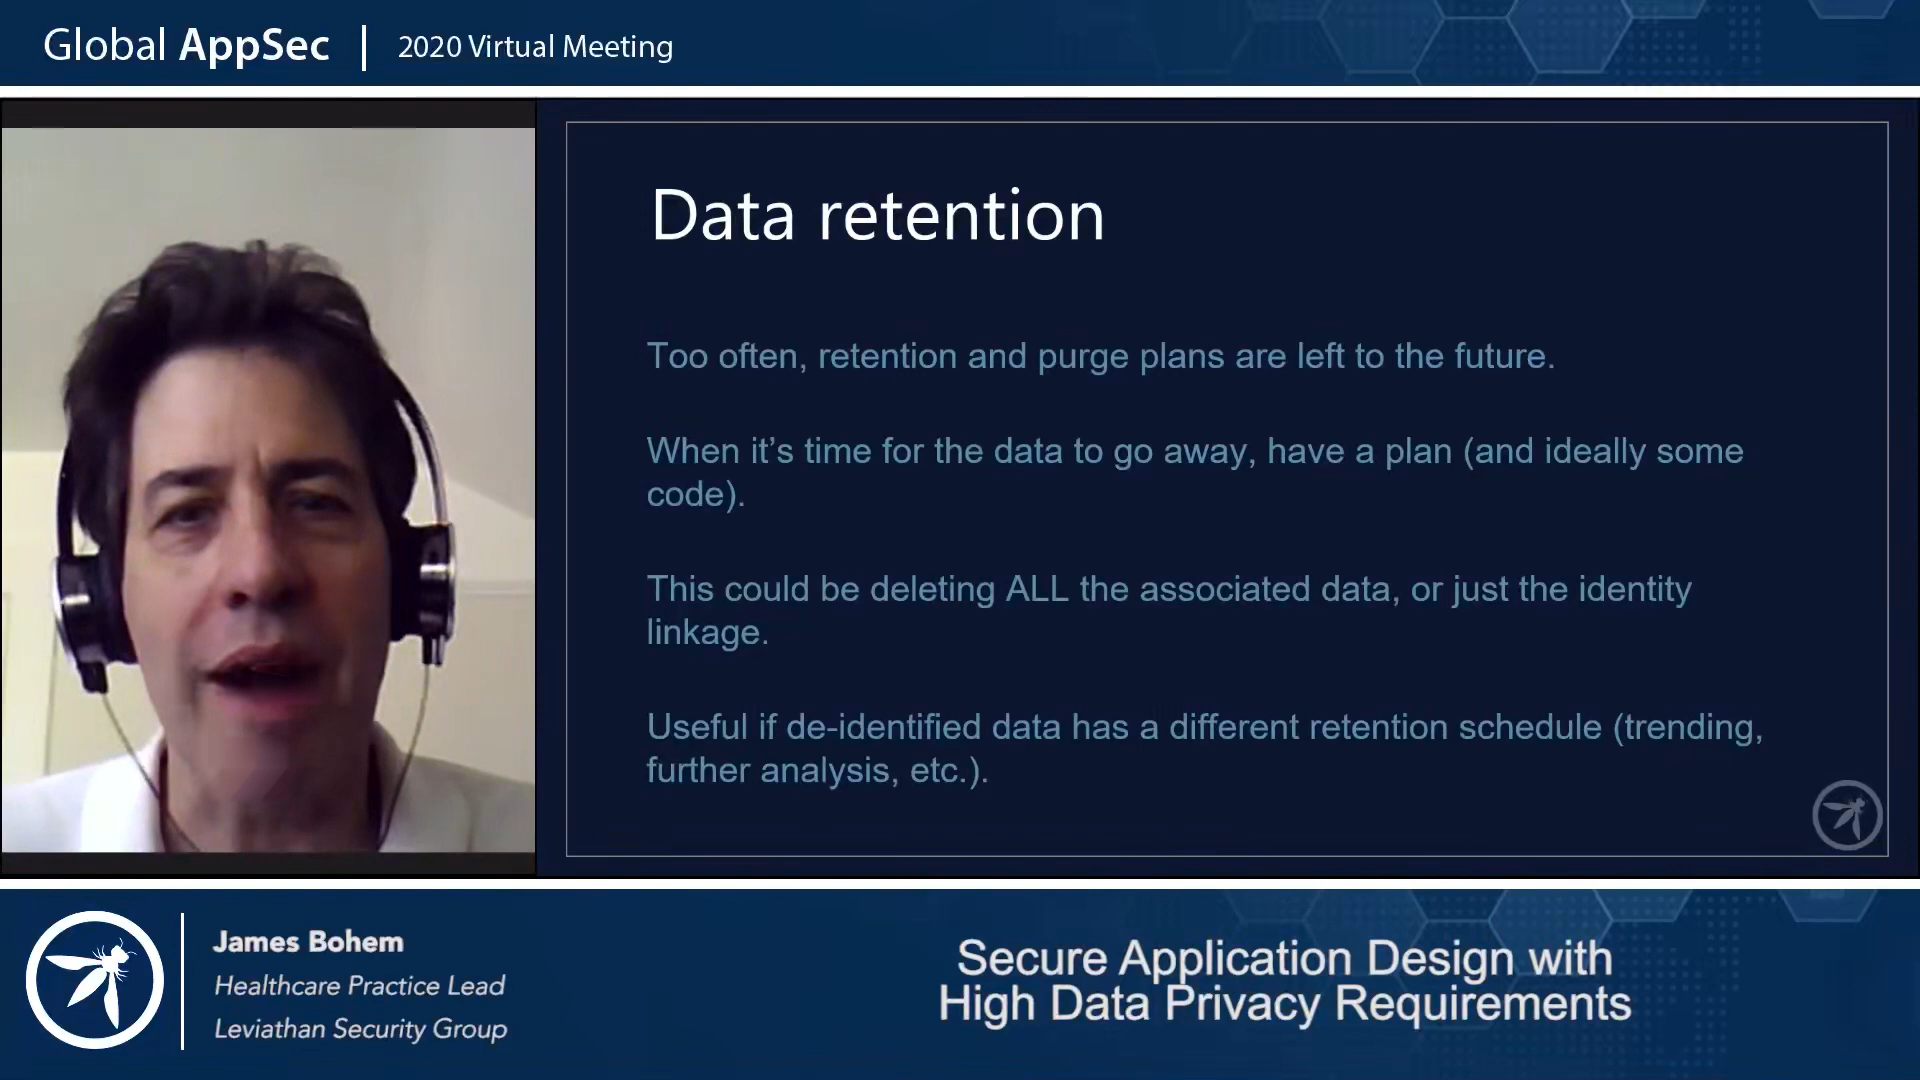 Global AppSec | 2020 Virtual Meeting
Data retention
Too often, retention and purge plans are left to the future.
When it’s time for the data to go away, have a plan (and ideally some
code).
This could be deleting ALL the associated data, or just the identity
linkage.
Useful if de-identified data has a different retention schedule (trending,
further analysis, etc.).
James Bohem
Healthcare Practice Lead
Leviathan Security Group
Secure Application Design with
High Data Privacy Requirements